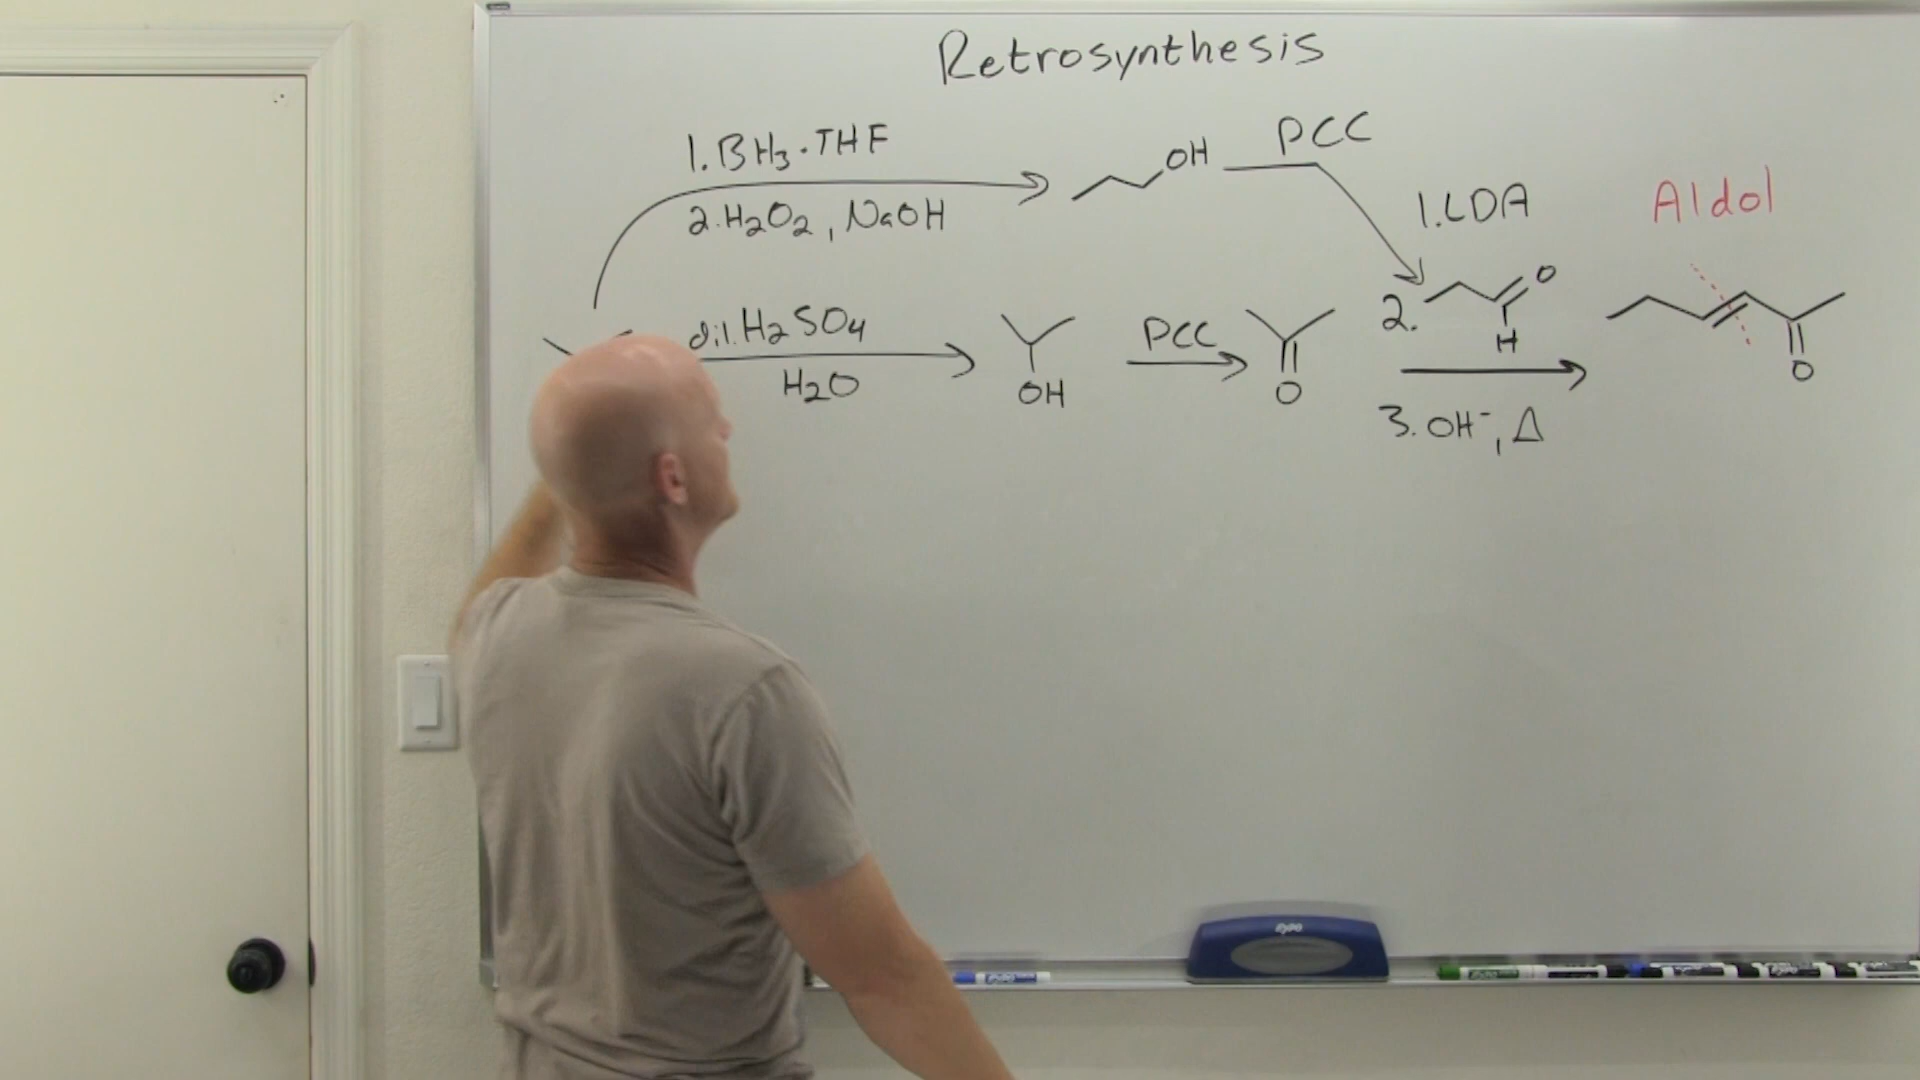 Retrosynthesis
1. BH₃·THF
2. H₂O₂, NaOH
OH
PCC
1. LDA
Aldol
2.
O
H
dil. H₂SO₄
H₂O
OH
PCC
O
3. OH⁻, Δ
O
EXPO